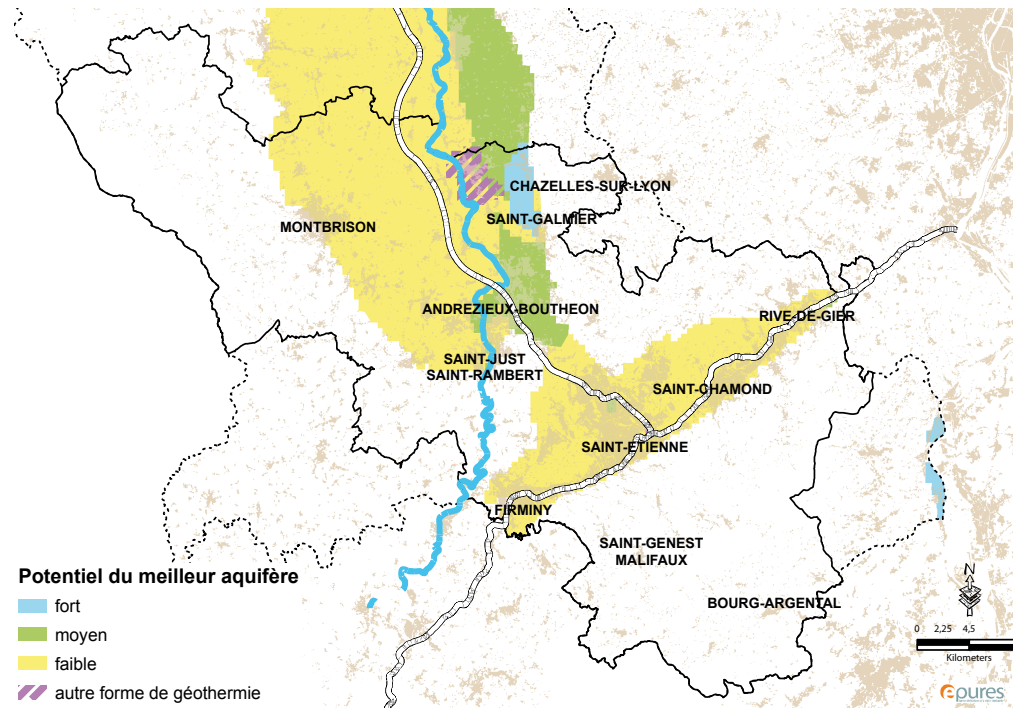 CHAZELLES-SUR-LYON
SAINT-GALMIER
MONTBRISON
ANDREZIEUX-BOUTHEON
RIVE-DE-GIER
SAINT-JUST
SAINT-RAMBERT
SAINT-CHAMOND
SAINT-ETIENNE
FIRMINY
SAINT-GENEST
MALIFAUX
BOURG-ARGENTAL
Potentiel du meilleur aquifère
fort
moyen
faible
autre forme de géothermie
N
0 2,25 4,5
Kilometers
epures